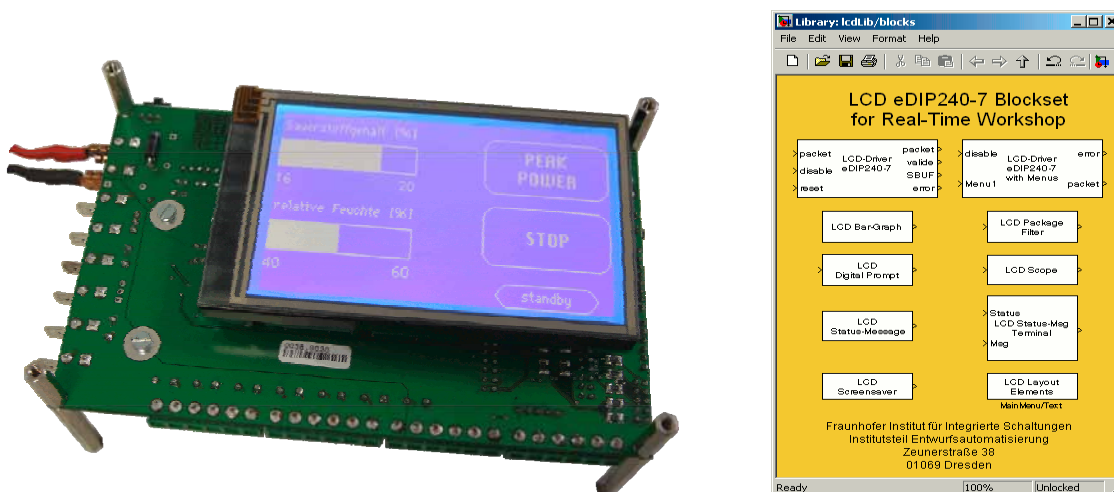 Sauerstoffgehalt [%]
16 20
relative Feuchte [%]
40 60
PEAK
POWER
STOP
standby
Library: lcdLib/blocks
File Edit View Format Help
LCD eDIP240-7 Blockset
for Real-Time Workshop
packet
disable
reset
LCD-Driver
eDIP240-7
packet
valide
SBUF
error
disable
Menu1
LCD-Driver
eDIP240-7
with Menus
error
packet
LCD Bar-Graph
LCD Package
Filter
LCD
Digital Prompt
LCD Scope
LCD
Status-Message
Status
LCD Status-Msg
Terminal
Msg
LCD
Screensaver
LCD Layout
Elements
MainMenu/Text
Fraunhofer Institut für Integrierte Schaltungen
Institutsteil Entwurfsautomatisierung
Zeunerstraße 38
01069 Dresden
Ready 100% Unlocked